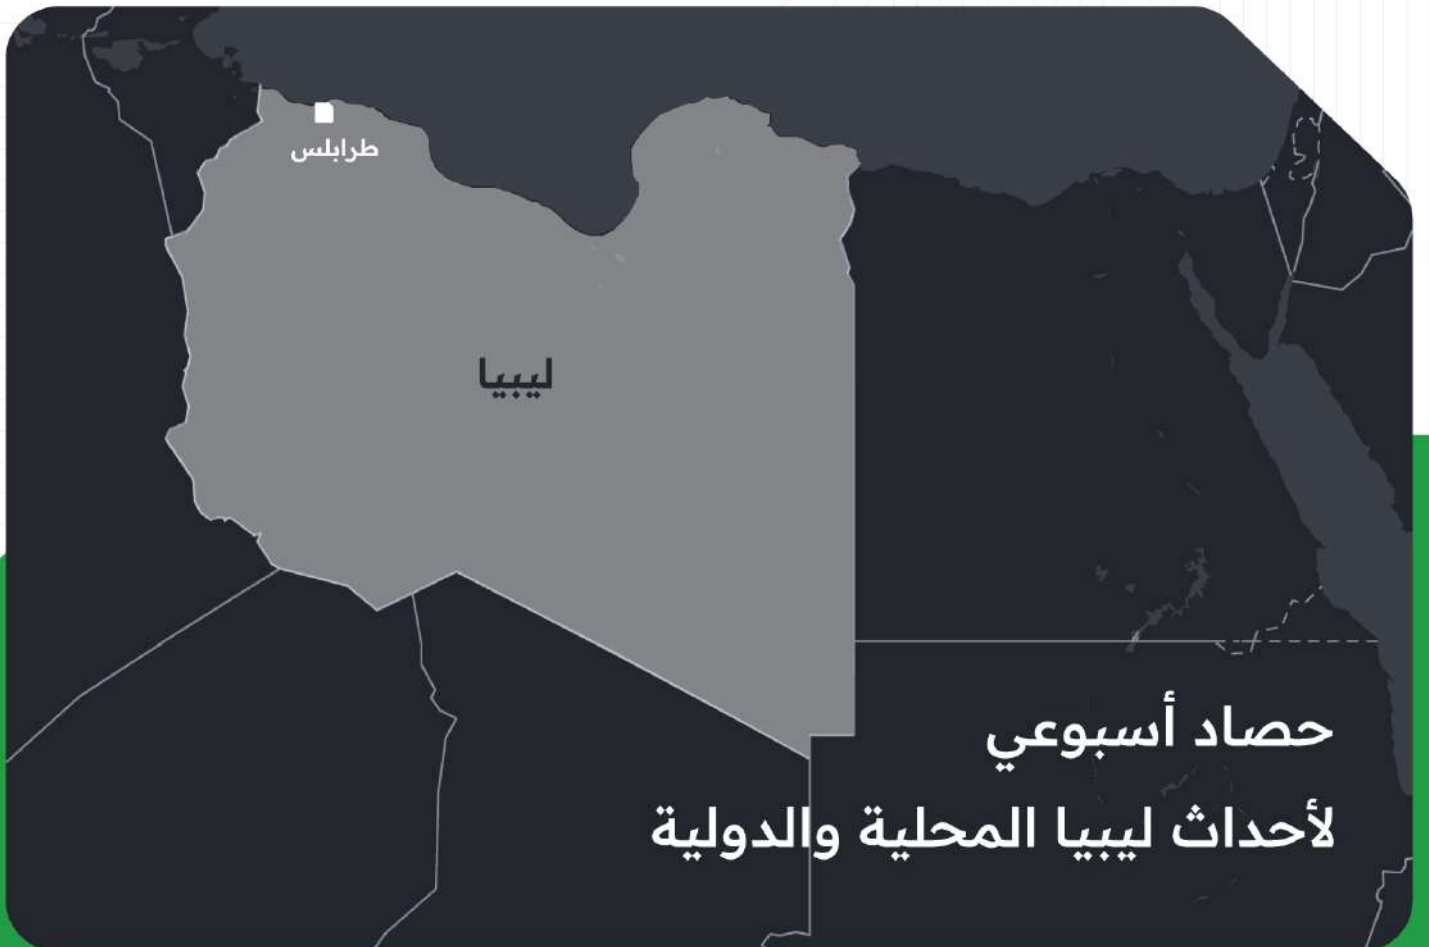 طرابلس
ليبيا
حصاد أسبوعي
لأحداث ليبيا المحلية والدولية